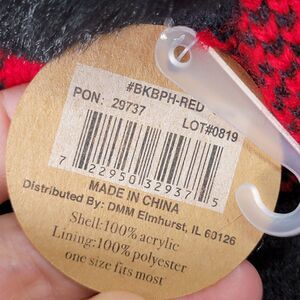 #BKBPH-RED
PON: 29737
LOT#0819
7 22950 32937 5
MADE IN CHINA
Distributed By: DMM Elmhurst, IL 60126
Shell:100% acrylic
Lining:100% polyester
one size fits most